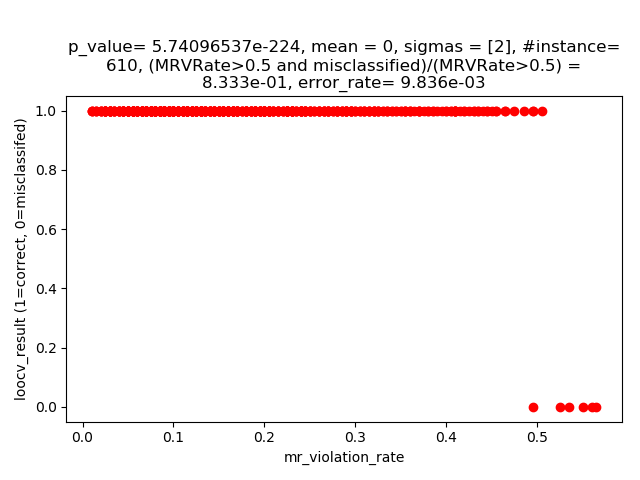 p_value= 5.74096537e-224, mean = 0, sigmas = [2], #instance=
610, (MRVRate>0.5 and misclassified)/(MRVRate>0.5) =
8.333e-01, error_rate= 9.836e-03
1.0
0.8
0.6
0.4
0.2
0.0
loocv_result (1=correct, 0=misclassifed)
0.0 0.1 0.2 0.3 0.4 0.5
mr_violation_rate